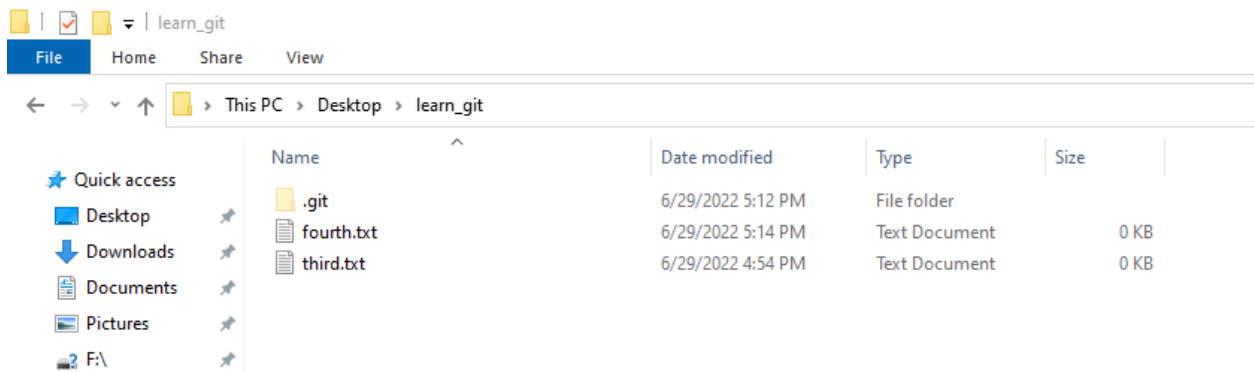 learn_git
File Home Share View
This PC > Desktop > learn_git
Name Date modified Type Size
Quick access
.git 6/29/2022 5:12 PM File folder
Desktop
fourth.txt 6/29/2022 5:14 PM Text Document 0 KB
Downloads
third.txt 6/29/2022 4:54 PM Text Document 0 KB
Documents
Pictures
F:\